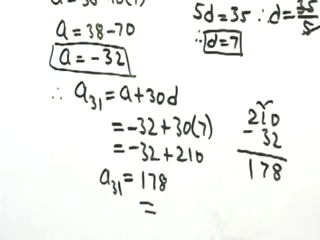 5d = 35 ∴ d = 35/5
∴ d = 7
a = 38 - 70
a = -32
∴ a31 = a + 30d
= -32 + 30(7)
= -32 + 210
a31 = 178
=
210
- 32
178